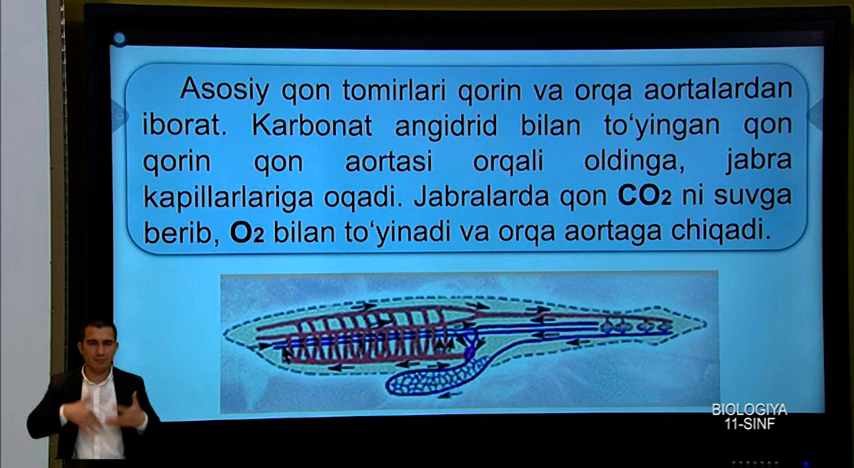 Asosiy qon tomirlari qorin va orqa aortalardan
iborat. Karbonat angidrid bilan to‘yingan qon
qorin qon aortasi orqali oldinga, jabra
kapillarlariga oqadi. Jabralarda qon CO2 ni suvga
berib, O2 bilan to‘yinadi va orqa aortaga chiqadi.
BIOLOGIYA
11-SINF